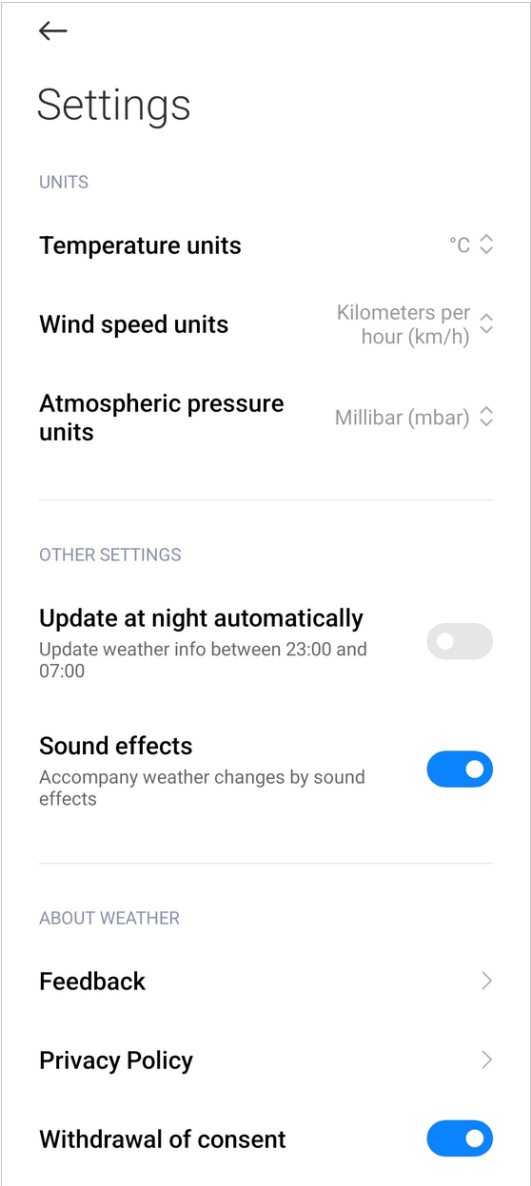 Settings
UNITS
Temperature units
°C
Wind speed units
Kilometers per
hour (km/h)
Atmospheric pressure
units
Millibar (mbar)
OTHER SETTINGS
Update at night automatically
Update weather info between 23:00 and
07:00
Sound effects
Accompany weather changes by sound
effects
ABOUT WEATHER
Feedback
Privacy Policy
Withdrawal of consent